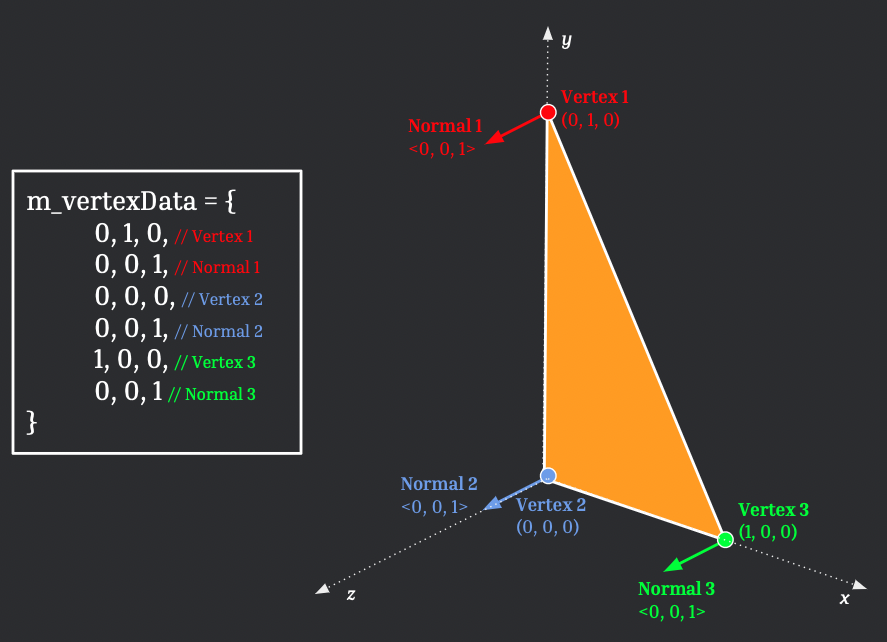 m_vertexData = {
0, 1, 0, // Vertex 1
0, 0, 1, // Normal 1
0, 0, 0, // Vertex 2
0, 0, 1, // Normal 2
1, 0, 0, // Vertex 3
0, 0, 1 // Normal 3
}
y
Vertex 1
(0, 1, 0)
Normal 1
<0, 0, 1>
Normal 2
<0, 0, 1>
Vertex 2
(0, 0, 0)
Vertex 3
(1, 0, 0)
Normal 3
<0, 0, 1>
z
x